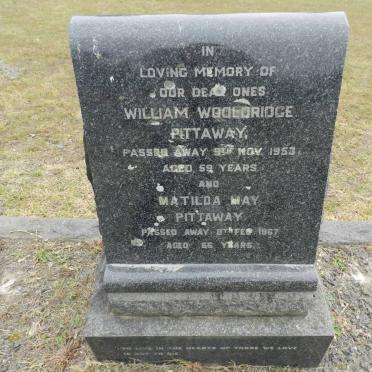 IN
LOVING MEMORY OF
OUR DEAR ONES
WILLIAM WOOLDRIDGE
PITTAWAY,
PASSED AWAY 9TH NOV. 1953
AGED 59 YEARS
AND
MATILDA MAY
PITTAWAY
PASSED AWAY FEB. 1967
AGED YEARS.
TO LIVE IN THE HEARTS OF THOSE WE LOVE
IS NOT TO DIE.